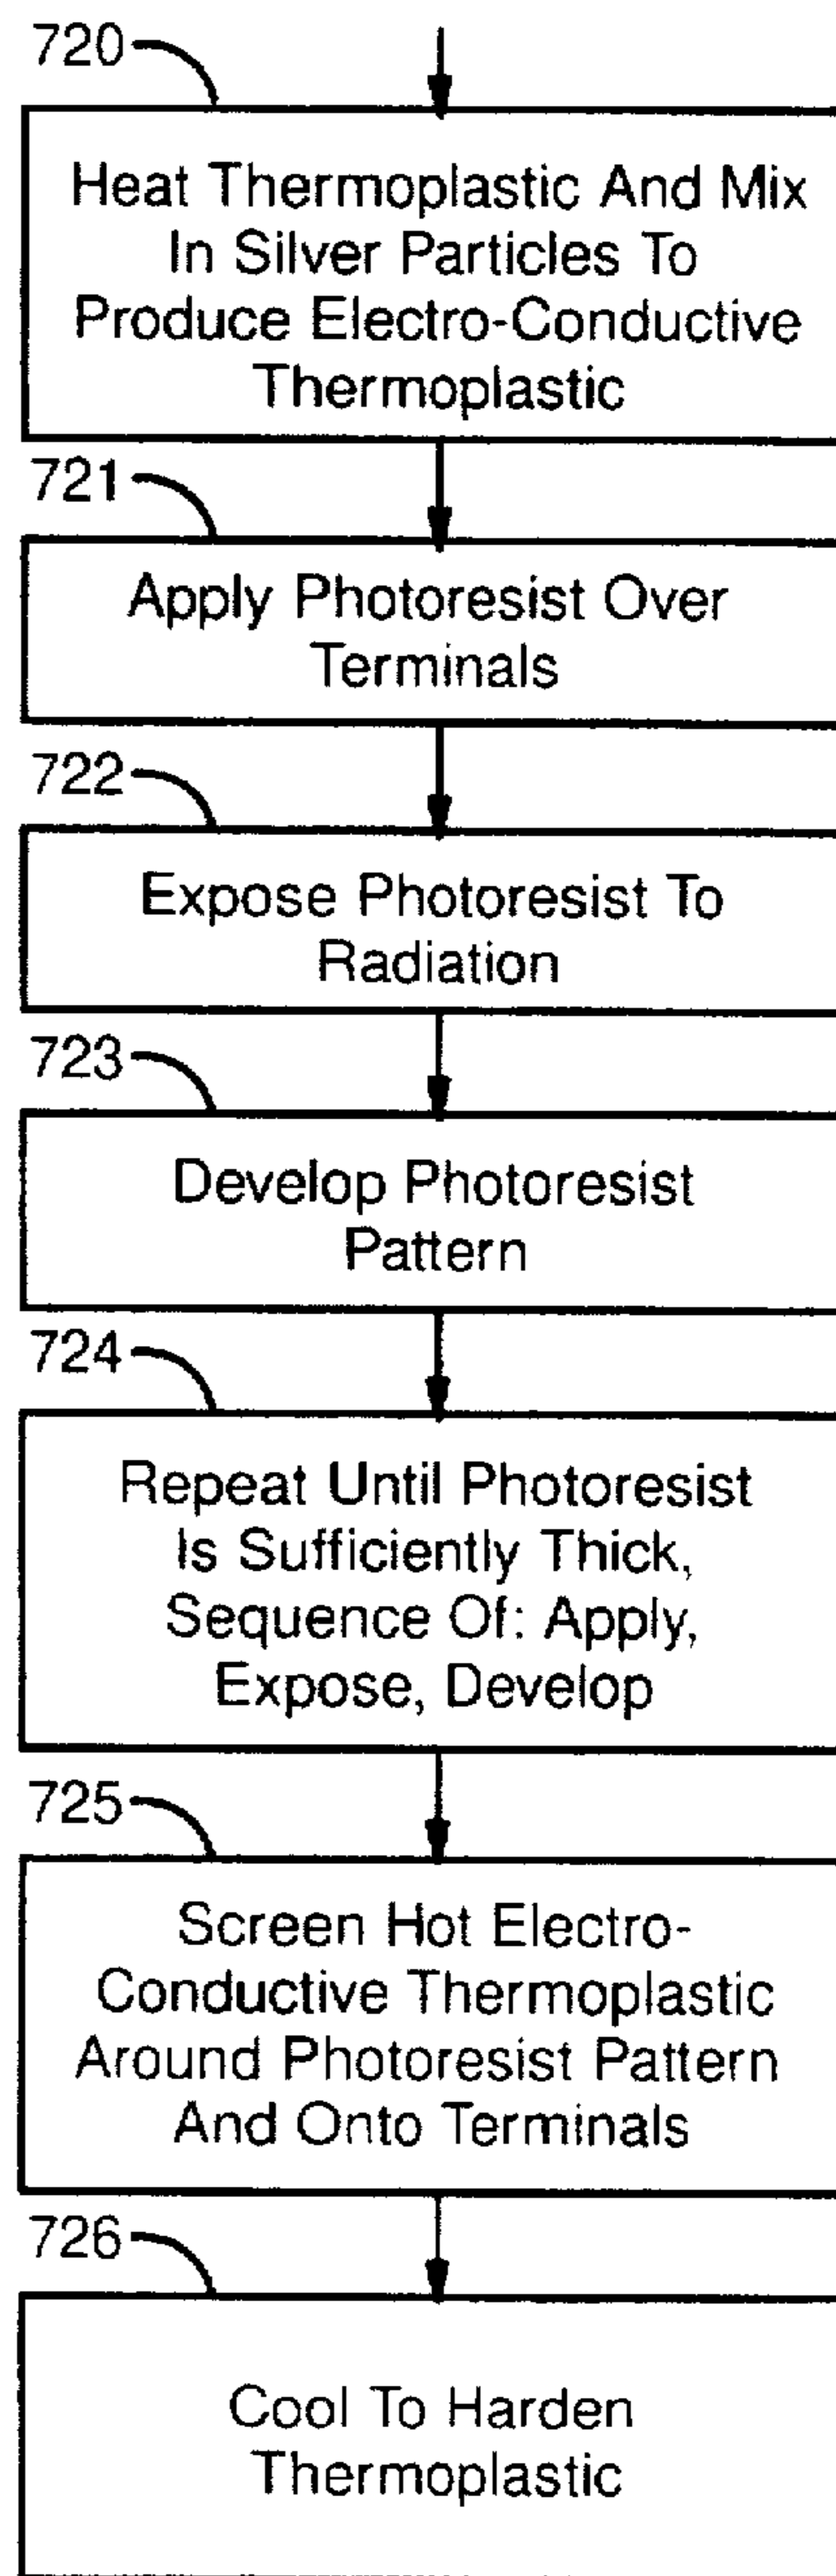 720
Heat Thermoplastic And Mix
In Silver Particles To
Produce Electro-Conductive
Thermoplastic
721
Apply Photoresist Over
Terminals
722
Expose Photoresist To
Radiation
723
Develop Photoresist
Pattern
724
Repeat Until Photoresist
Is Sufficiently Thick,
Sequence Of: Apply,
Expose, Develop
725
Screen Hot Electro-
Conductive Thermoplastic
Around Photoresist Pattern
And Onto Terminals
726
Cool To Harden
Thermoplastic